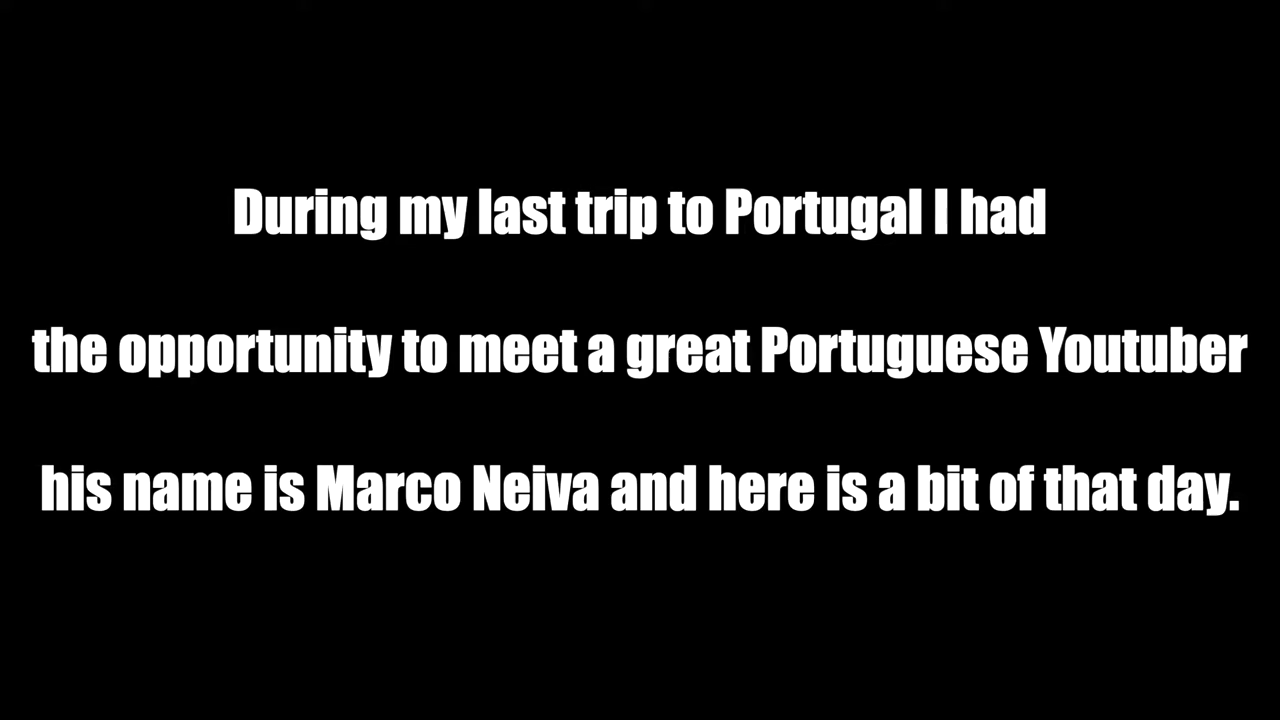 During my last trip to Portugal I had
the opportunity to meet a great Portuguese Youtuber
his name is Marco Neiva and here is a bit of that day.